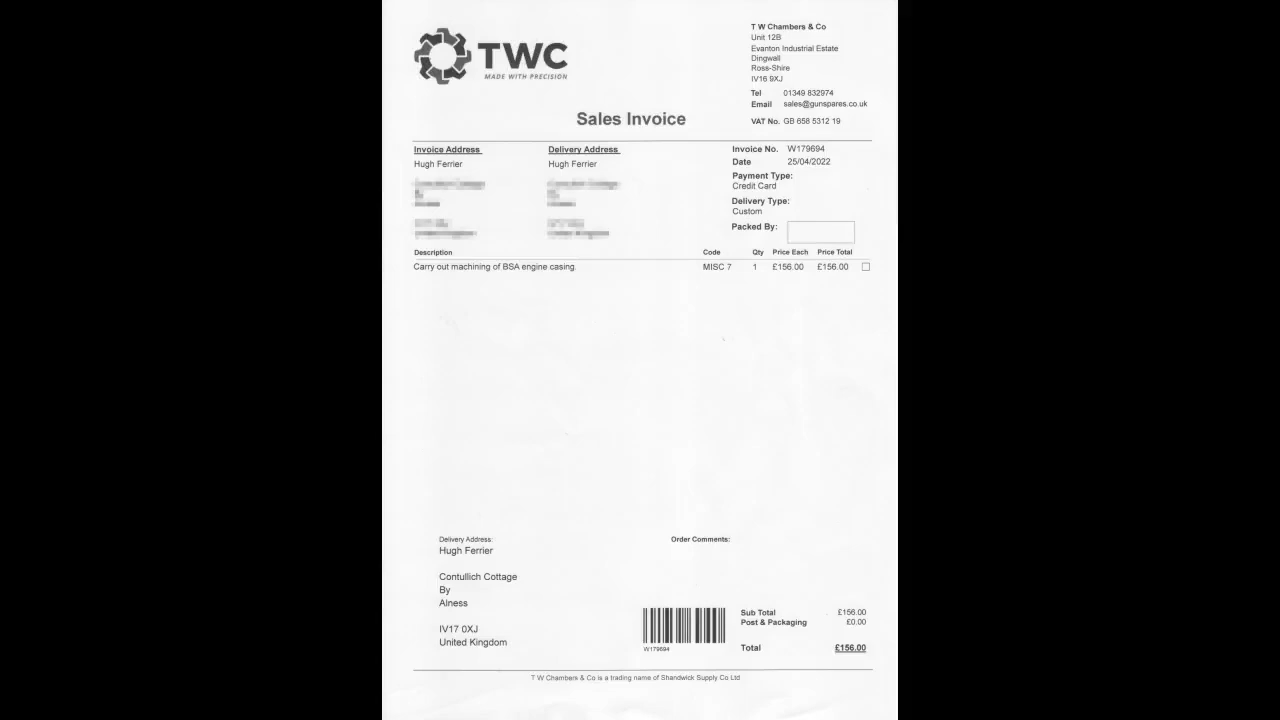 TWC
MADE WITH PRECISION
T W Chambers & Co
Unit 12B
Evanton Industrial Estate
Dingwall
Ross-Shire
IV16 9XJ
Tel 01349 832974
Email sales@gunspares.co.uk
VAT No. GB 658 5312 19
Sales Invoice
Invoice Address Delivery Address
Hugh Ferrier Hugh Ferrier
Invoice No. W179694
Date 25/04/2022
Payment Type:
Credit Card
Delivery Type:
Custom
Packed By:
Description Code Qty Price Each Price Total
Carry out machining of BSA engine casing. MISC 7 1 £156.00 £156.00
Delivery Address:
Hugh Ferrier
Contullich Cottage
By
Alness
IV17 0XJ
United Kingdom
Order Comments:
W179694
Sub Total £156.00
Post & Packaging £0.00
Total £156.00
T W Chambers & Co is a trading name of Shandwick Supply Co Ltd